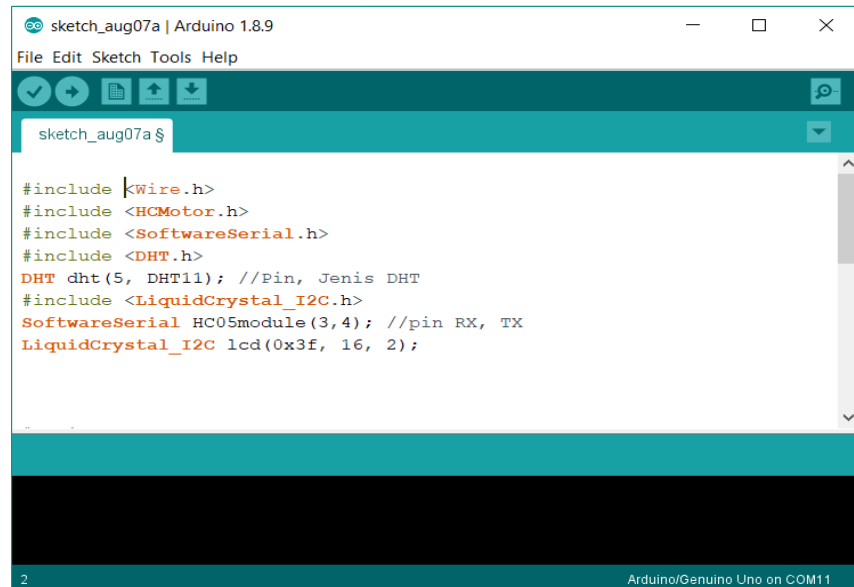 sketch_aug07a | Arduino 1.8.9
File Edit Sketch Tools Help
sketch_aug07a §
#include <Wire.h>
#include <HCMotor.h>
#include <SoftwareSerial.h>
#include <DHT.h>
DHT dht(5, DHT11); //Pin, Jenis DHT
#include <LiquidCrystal_I2C.h>
SoftwareSerial HC05module(3,4); //pin RX, TX
LiquidCrystal_I2C lcd(0x3f, 16, 2);
2
Arduino/Genuino Uno on COM11